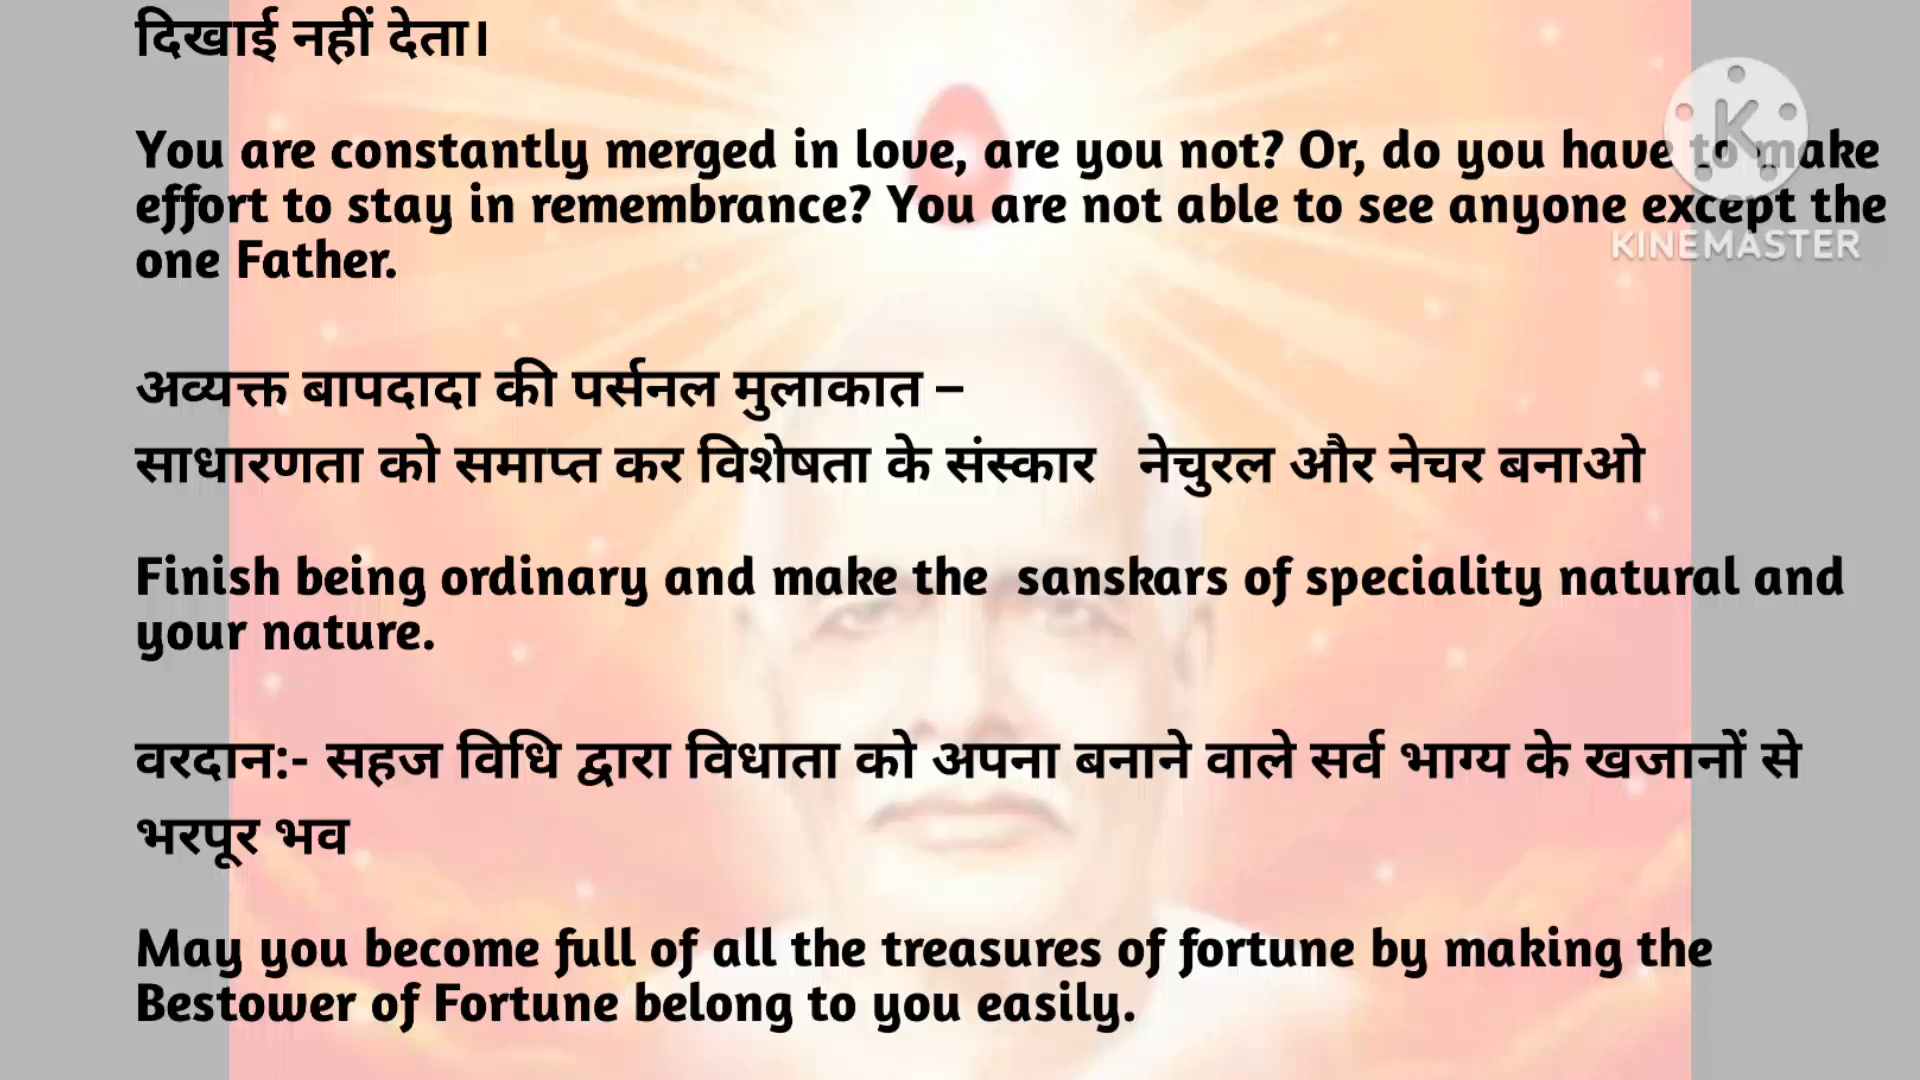 दिखाई नहीं देता।
You are constantly merged in love, are you not? Or, do you have to make
effort to stay in remembrance? You are not able to see anyone except the
one Father.
KINEMASTER
अव्यक्त बापदादा की पर्सनल मुलाकात –
साधारणता को समाप्त कर विशेषता के संस्कार नेचुरल और नेचर बनाओ
Finish being ordinary and make the sanskars of speciality natural and
your nature.
वरदान:- सहज विधि द्वारा विधाता को अपना बनाने वाले सर्व भाग्य के खजानों से
भरपूर भव
May you become full of all the treasures of fortune by making the
Bestower of Fortune belong to you easily.